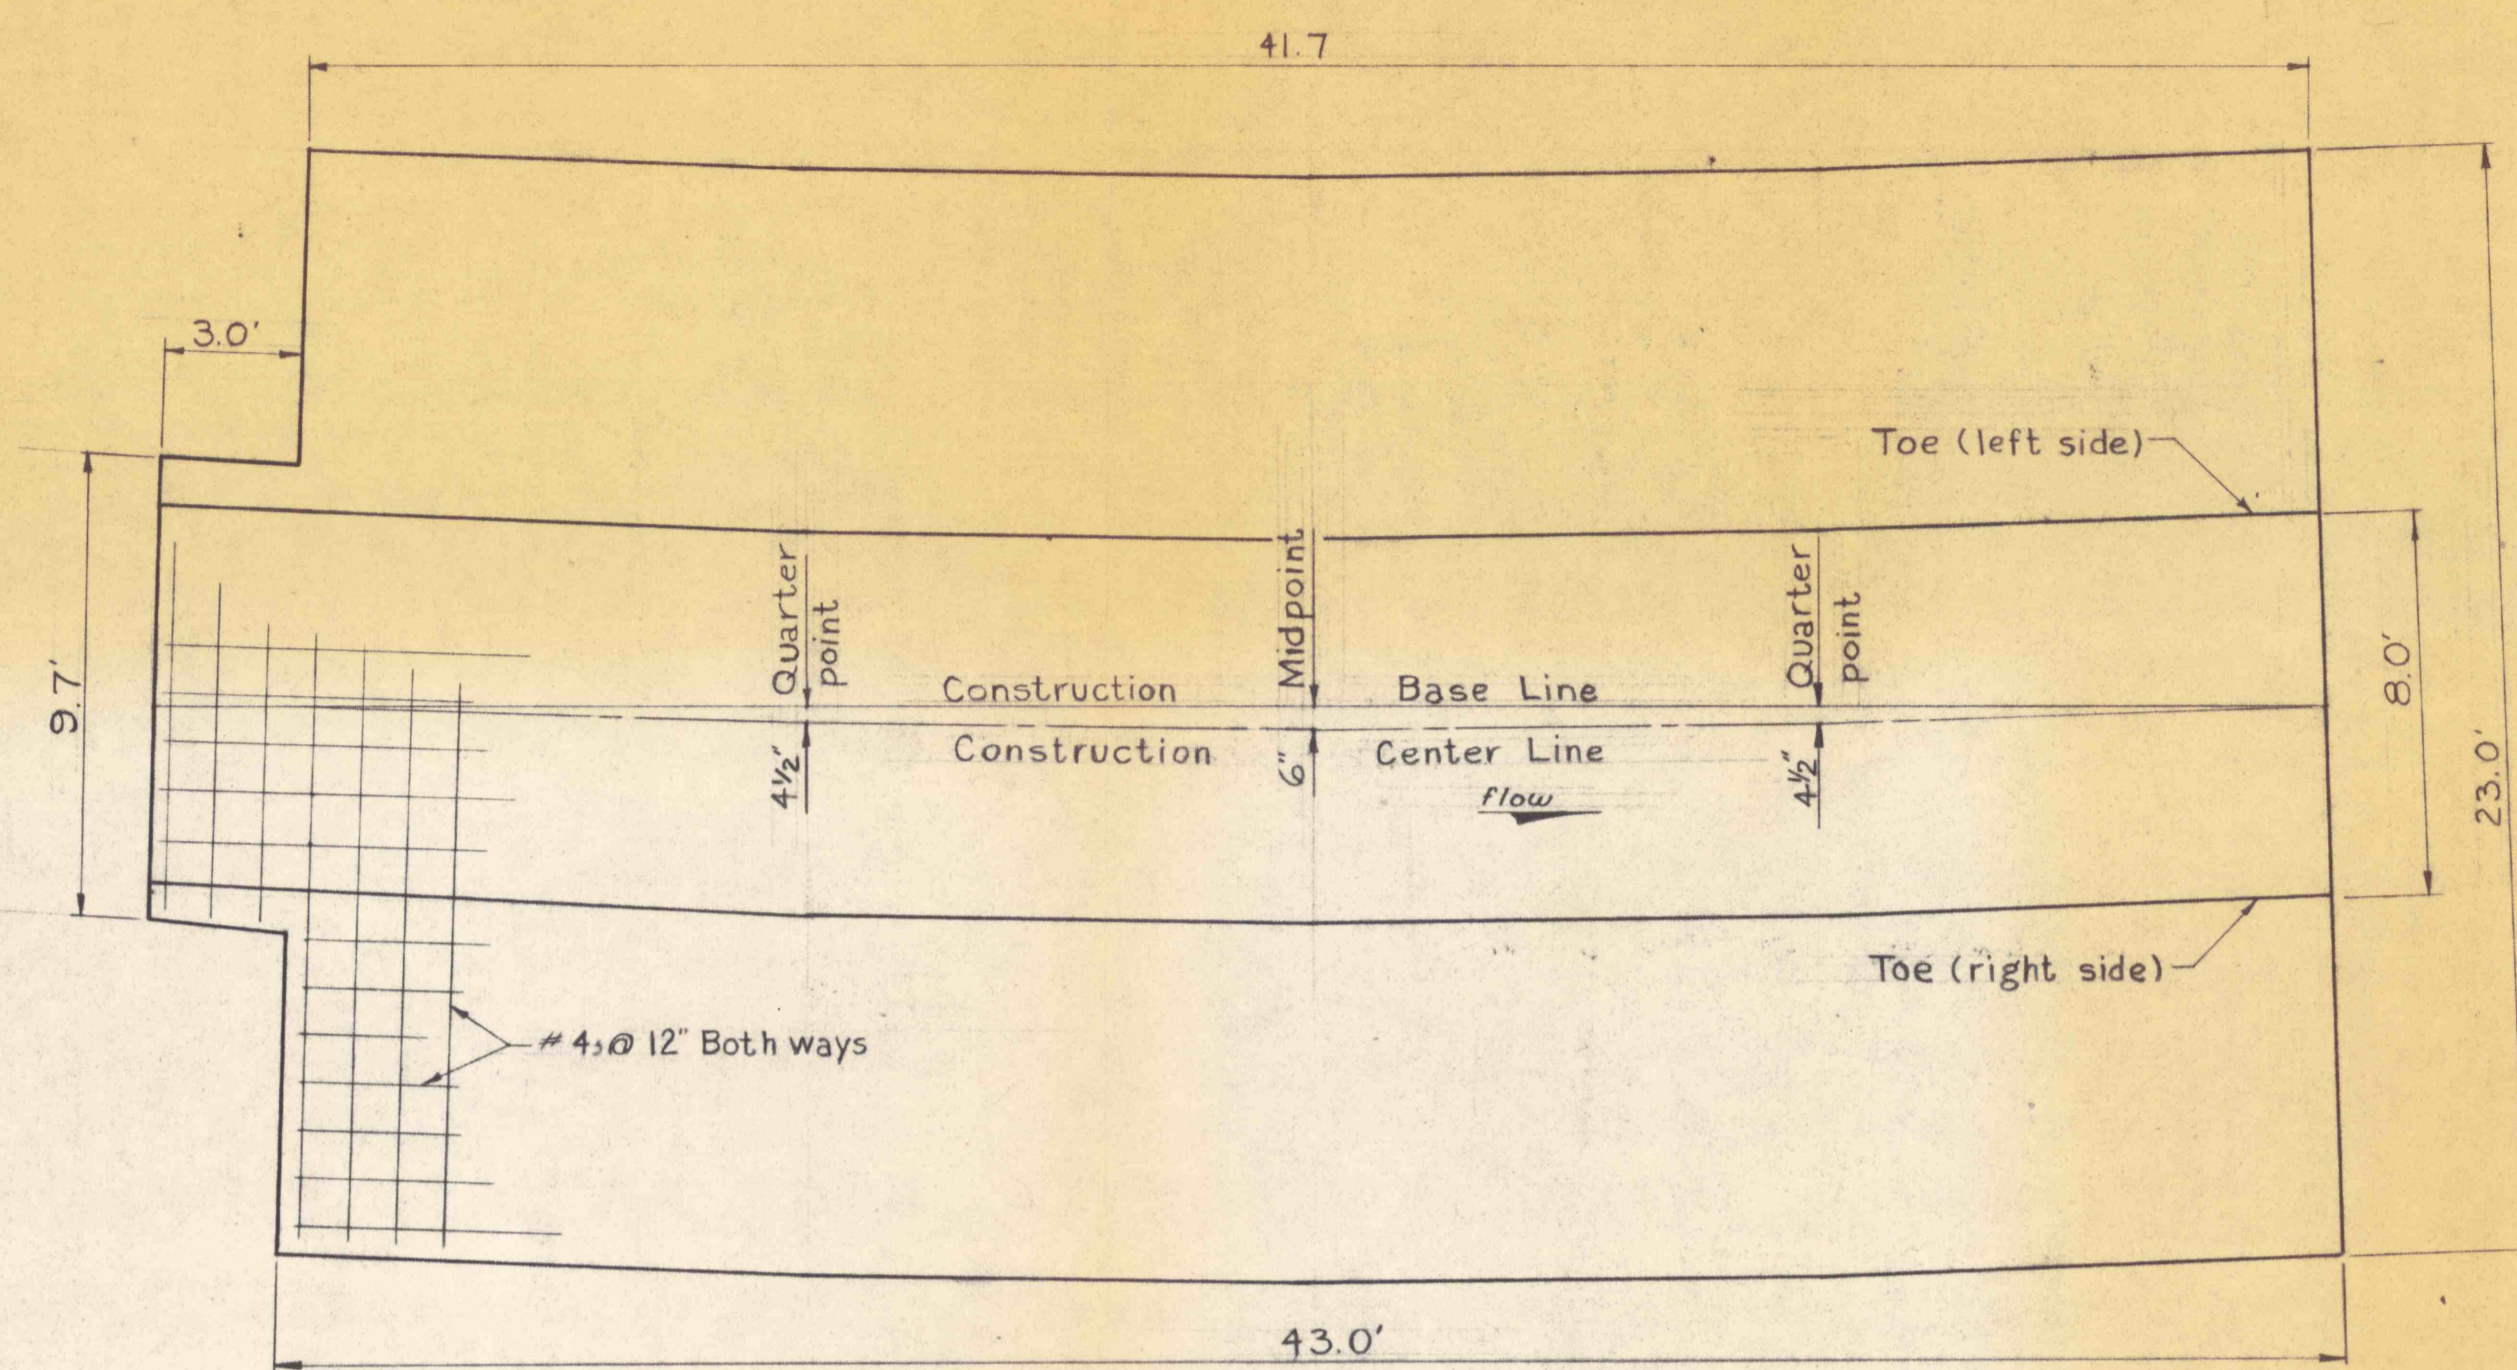 41.7
3.0'
Toe (left side)
9.7'
Quarter
point
Midpoint
Quarter
point
Construction Base Line
Construction Center Line
4½"
6"
4½"
flow
8.0'
23.0'
Toe (right side)
# 4s@ 12" Both ways
43.0'